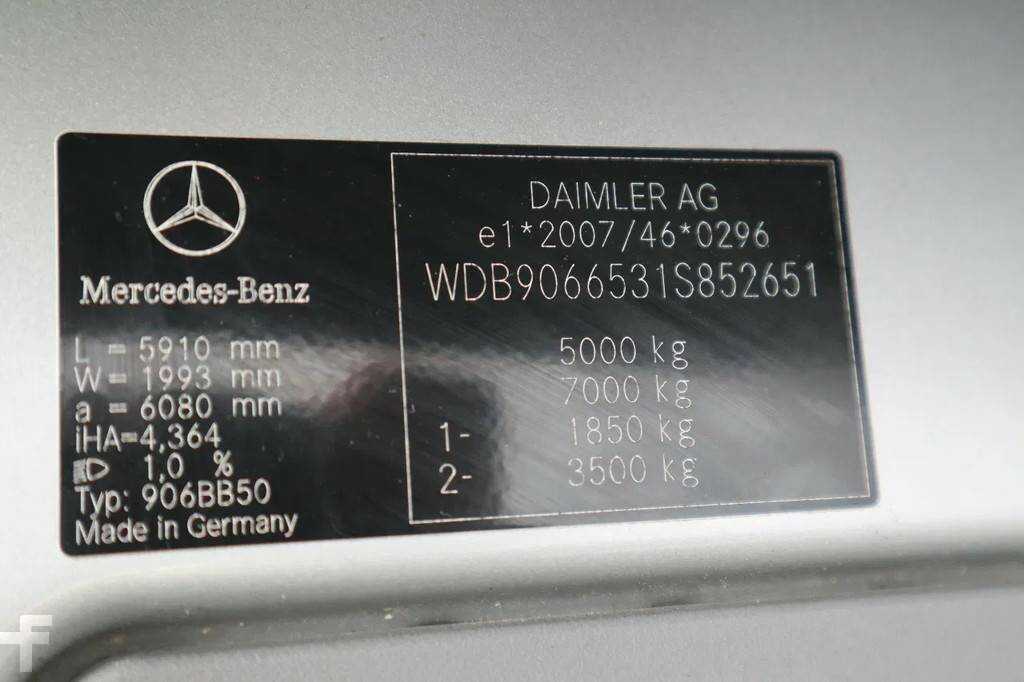 Mercedes-Benz
L = 5910 mm
W = 1993 mm
a = 6080 mm
iHA=4,364
1,0 %
Typ: 906BB50
Made in Germany
DAIMLER AG
e1*2007/46*0296
WDB9066531S852651
5000 kg
7000 kg
1- 1850 kg
2- 3500 kg